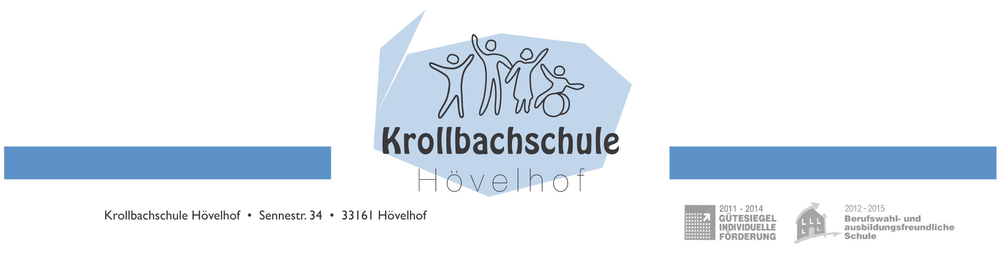 Krollbachschule
Hövelhof
Krollbachschule Hövelhof • Sennestr. 34 • 33161 Hövelhof
2011 - 2014
GÜTESIEGEL
INDIVIDUELLE
FÖRDERUNG
2012 - 2015
Berufswahl- und
ausbildungsfreundliche
Schule